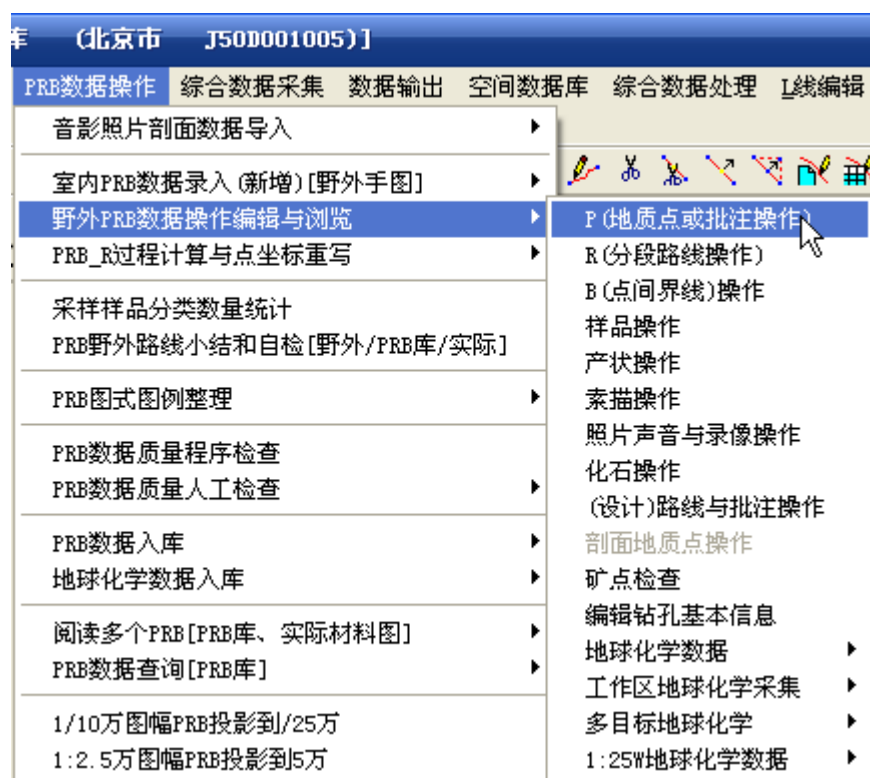 库 (北京市 J50D001005)]
PRB数据操作 综合数据采集 数据输出 空间数据库 综合数据处理 L线编辑
音影照片剖面数据导入
室内PRB数据录入(新增)[野外手图]
野外PRB数据操作编辑与浏览
PRB_R过程计算与点坐标重写
采样样品分类数量统计
PRB野外路线小结和自检[野外/PRB库/实际]
PRB图式图例整理
PRB数据质量程序检查
PRB数据质量人工检查
PRB数据入库
地球化学数据入库
阅读多个PRB[PRB库、实际材料图]
PRB数据查询[PRB库]
1/10万图幅PRB投影到/25万
1:2.5万图幅PRB投影到5万
P(地质点或批注操作)
R(分段路线操作)
B(点间界线)操作
样品操作
产状操作
素描操作
照片声音与录像操作
化石操作
(设计)路线与批注操作
剖面地质点操作
矿点检查
编辑钻孔基本信息
地球化学数据
工作区地球化学采集
多目标地球化学
1:25W地球化学数据